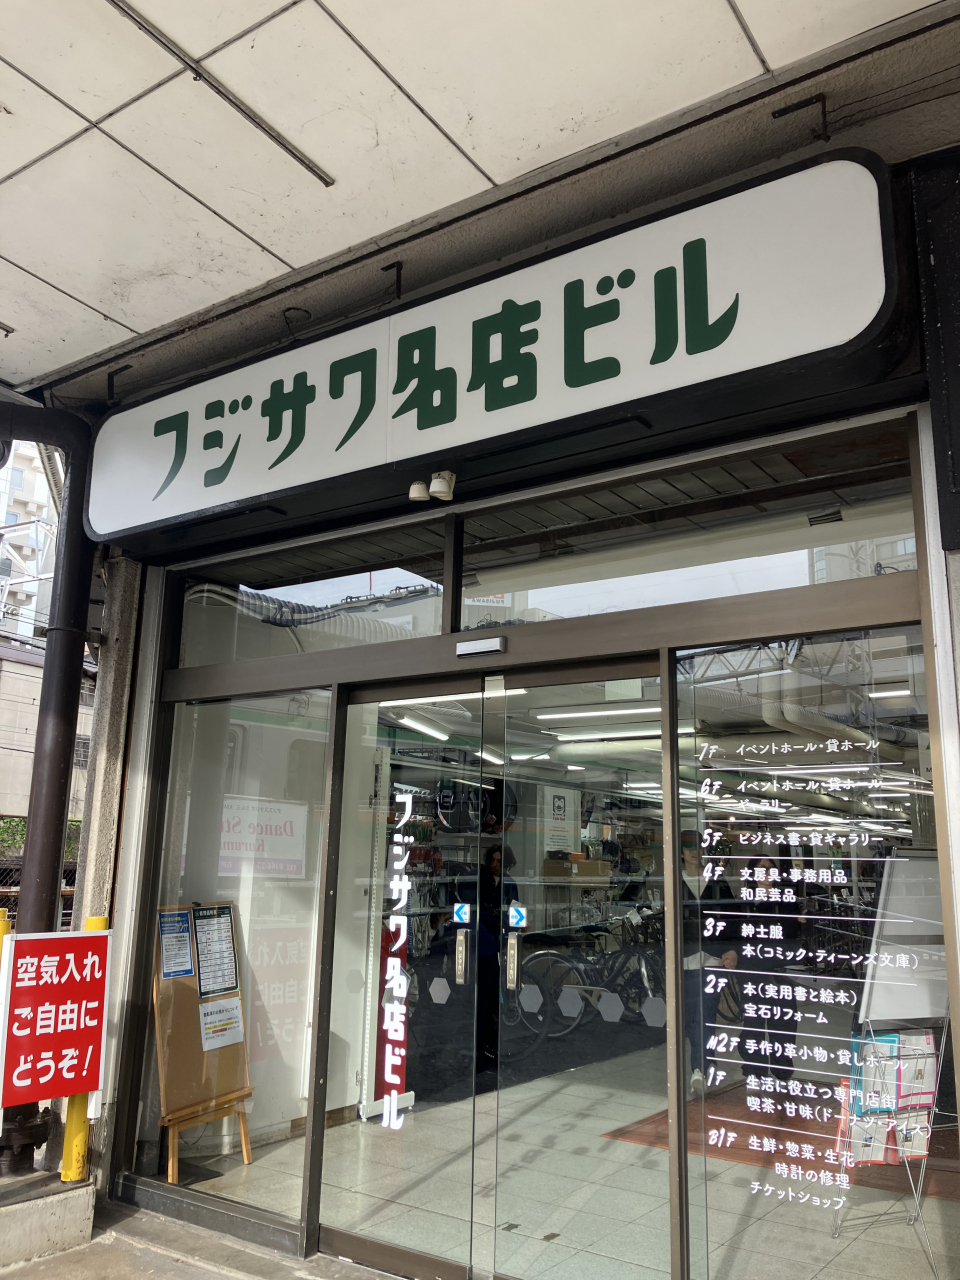 フジサワ名店ビル
フジサワ名店ビル
空気入れ
ご自由に
どうぞ!
7F イベントホール・貸ホール
6F イベントホール・貸ホール
ギャラリー
5F ビジネス書・貸ギャラリー
4F 文房具・事務用品
和民芸品
3F 紳士服
本(コミック・ティーンズ文庫)
2F 本(実用書と絵本)
宝石リフォーム
M2F 手作り革小物・貸しホール
1F 生活に役立つ専門店街
喫茶・甘味(ドーナツ・アイス)
B1F 生鮮・惣菜・生花
時計の修理
チケットショップ